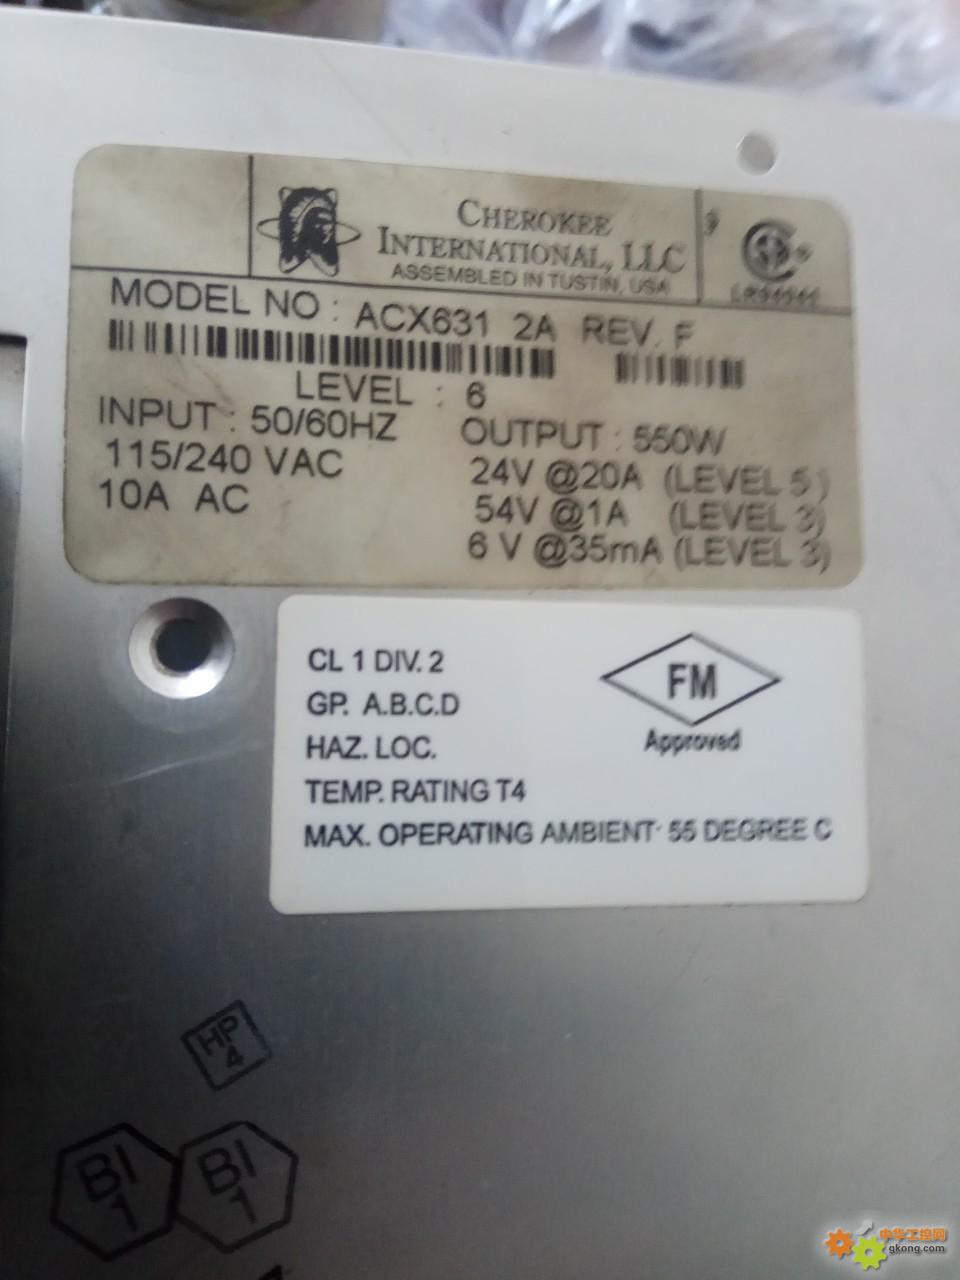 CHEROKEE
INTERNATIONAL, LLC
ASSEMBLED IN TUSTIN, USA
MODEL NO : ACX631 2A REV. F
LEVEL : 6
INPUT : 50/60HZ
115/240 VAC
10A AC
OUTPUT : 550W
24V @20A (LEVEL 5)
54V @1A (LEVEL 3)
6 V @35mA (LEVEL 3)
CL 1 DIV. 2
GP. A.B.C.D
HAZ. LOC.
TEMP. RATING T4
MAX. OPERATING AMBIENT 55 DEGREE C
FM
Approved
HP
4
BI
1
BI
1
中华工控网
gkong.com